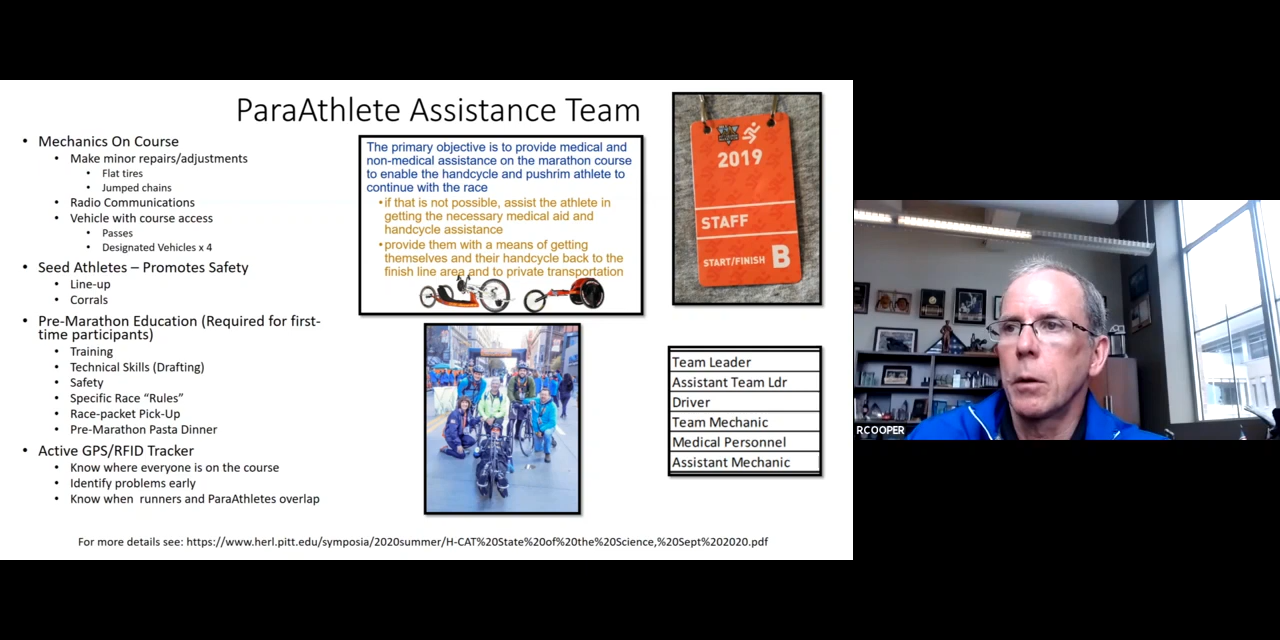 ParaAthlete Assistance Team
• Mechanics On Course
• Make minor repairs/adjustments
• Flat tires
• Jumped chains
• Radio Communications
• Vehicle with course access
• Passes
• Designated Vehicles x 4
• Seed Athletes – Promotes Safety
• Line-up
• Corrals
• Pre-Marathon Education (Required for first-
time participants)
• Training
• Technical Skills (Drafting)
• Safety
• Specific Race “Rules”
• Race-packet Pick-Up
• Pre-Marathon Pasta Dinner
• Active GPS/RFID Tracker
• Know where everyone is on the course
• Identify problems early
• Know when runners and ParaAthletes overlap
The primary objective is to provide medical and
non-medical assistance on the marathon course
to enable the handcycle and pushrim athlete to
continue with the race
•if that is not possible, assist the athlete in
getting the necessary medical aid and
handcycle assistance
•provide them with a means of getting
themselves and their handcycle back to the
finish line area and to private transportation
2019
STAFF
START/FINISH B
Team Leader
Assistant Team Ldr
Driver
Team Mechanic
Medical Personnel
Assistant Mechanic
For more details see: https://www.herl.pitt.edu/symposia/2020summer/H-CAT%20State%20of%20the%20Science,%20Sept%202020.pdf
RCOOPER